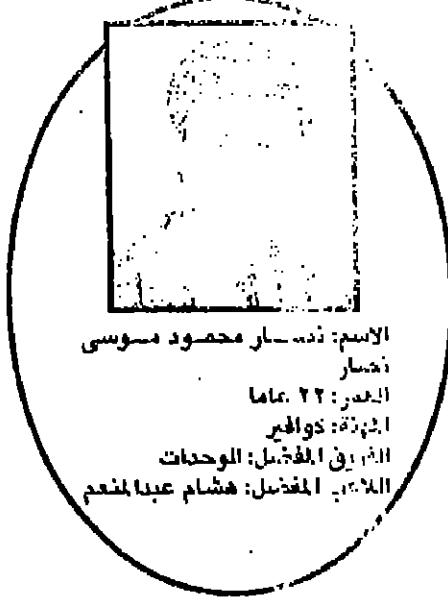 الاسم: نصار محمود موسى
نصار
العمر: ٢٢ عاما
المهنة:
الفريق المفضل: الوحدات
اللاعب المفضل: هشام عبدالمنعم